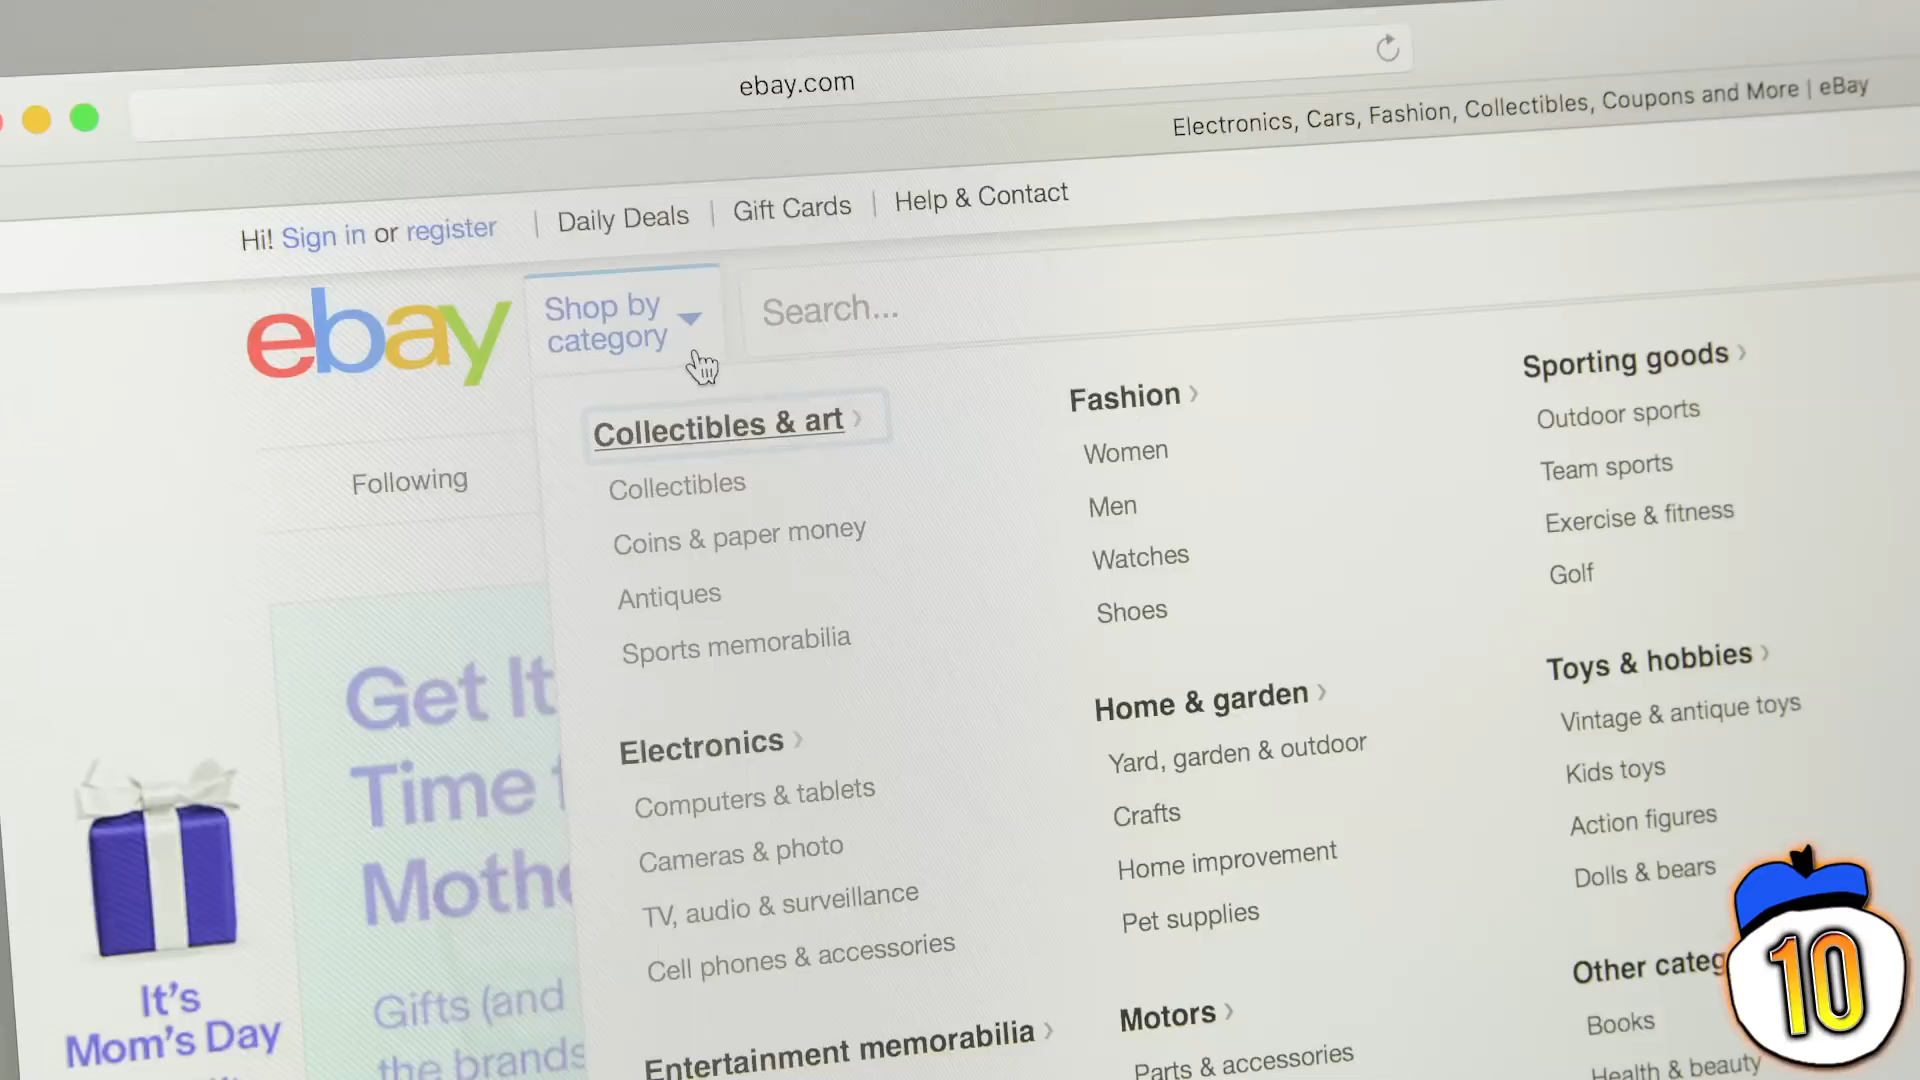 ebay.com
Electronics, Cars, Fashion, Collectibles, Coupons and More | eBay
Hi! Sign in or register | Daily Deals | Gift Cards | Help & Contact
ebay
Shop by
category
Search...
Following
Collectibles & art
Collectibles
Coins & paper money
Antiques
Sports memorabilia
Electronics
Computers & tablets
Cameras & photo
TV, audio & surveillance
Cell phones & accessories
Entertainment memorabilia
Fashion
Women
Men
Watches
Shoes
Home & garden
Yard, garden & outdoor
Crafts
Home improvement
Pet supplies
Motors
Parts & accessories
Sporting goods
Outdoor sports
Team sports
Exercise & fitness
Golf
Toys & hobbies
Vintage & antique toys
Kids toys
Action figures
Dolls & bears
Other categ
Books
Health & beauty
Get It
Time
Mothe
Gifts (and
the brands
It's
Mom's Day
10